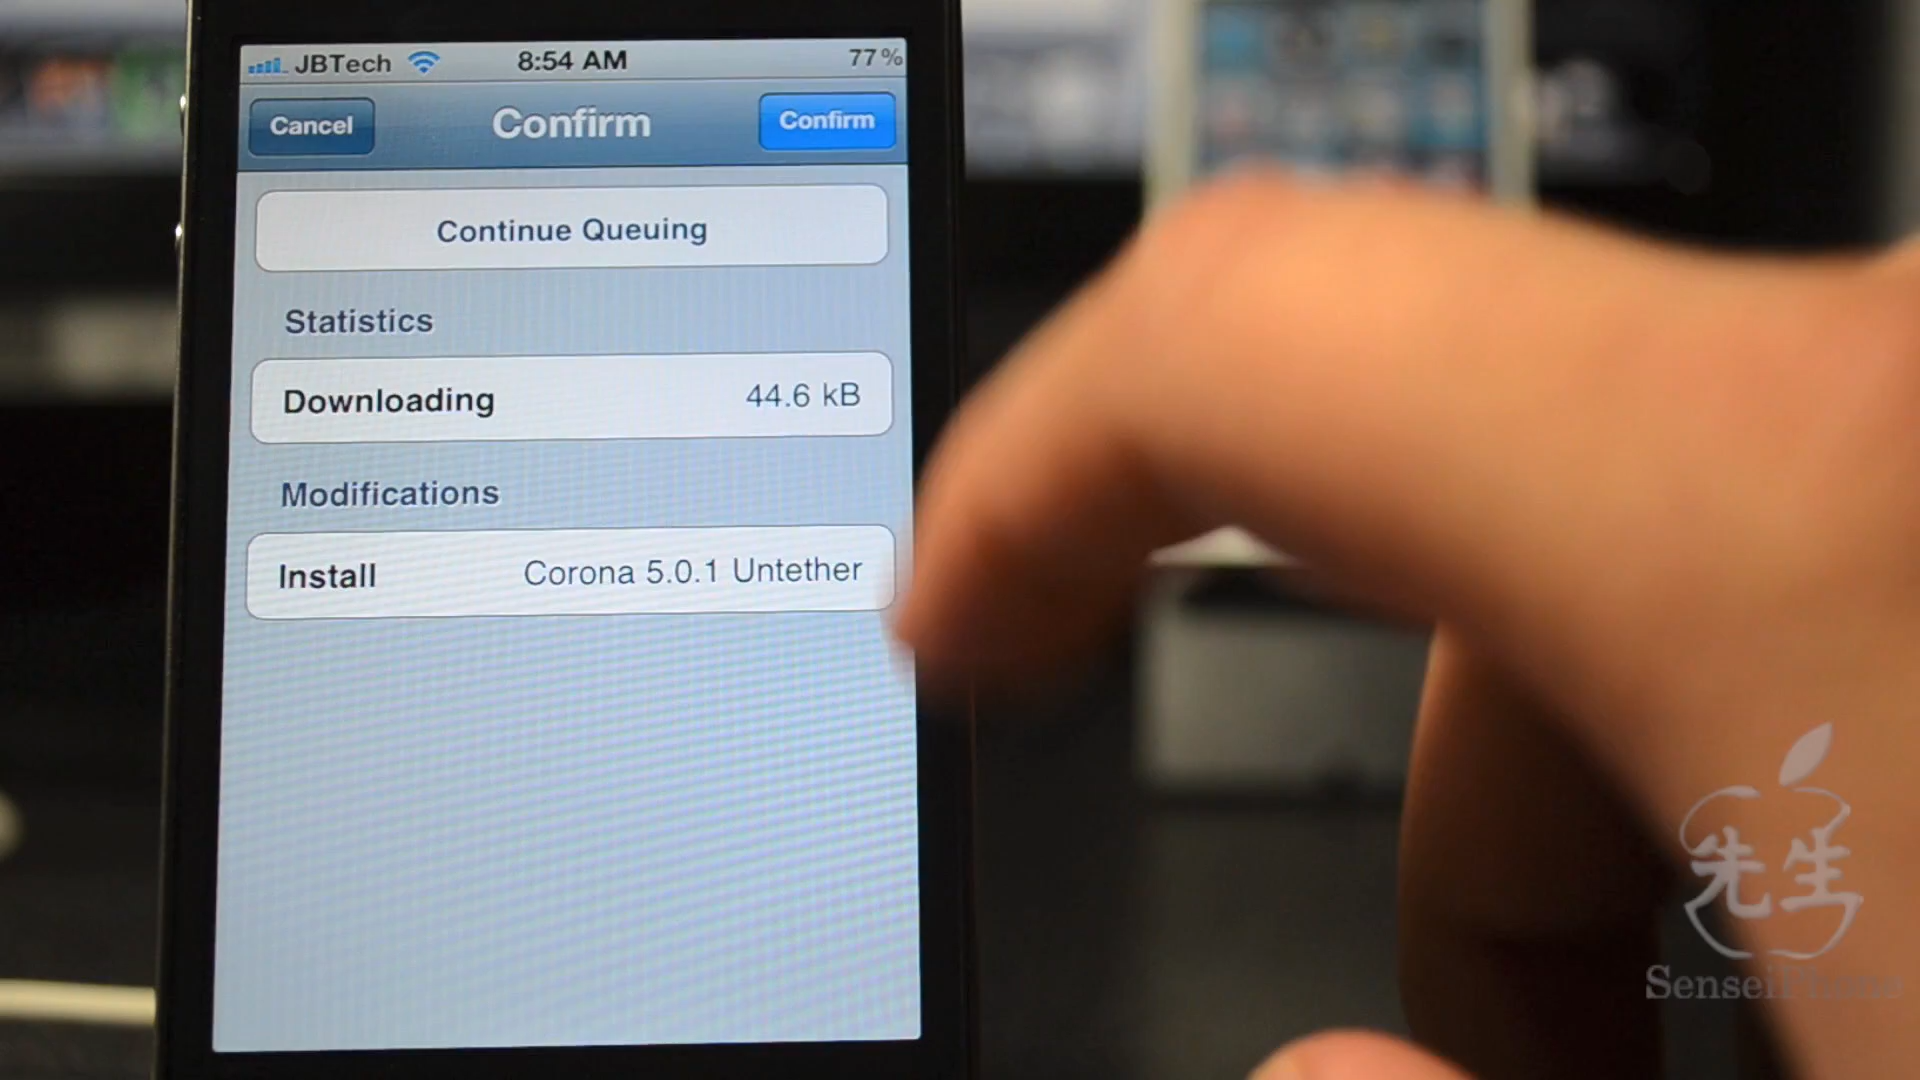 JBTech 8:54 AM 77%
Cancel Confirm Confirm
Continue Queuing
Statistics
Downloading 44.6 kB
Modifications
Install Corona 5.0.1 Untether
先生
SenseiPhone